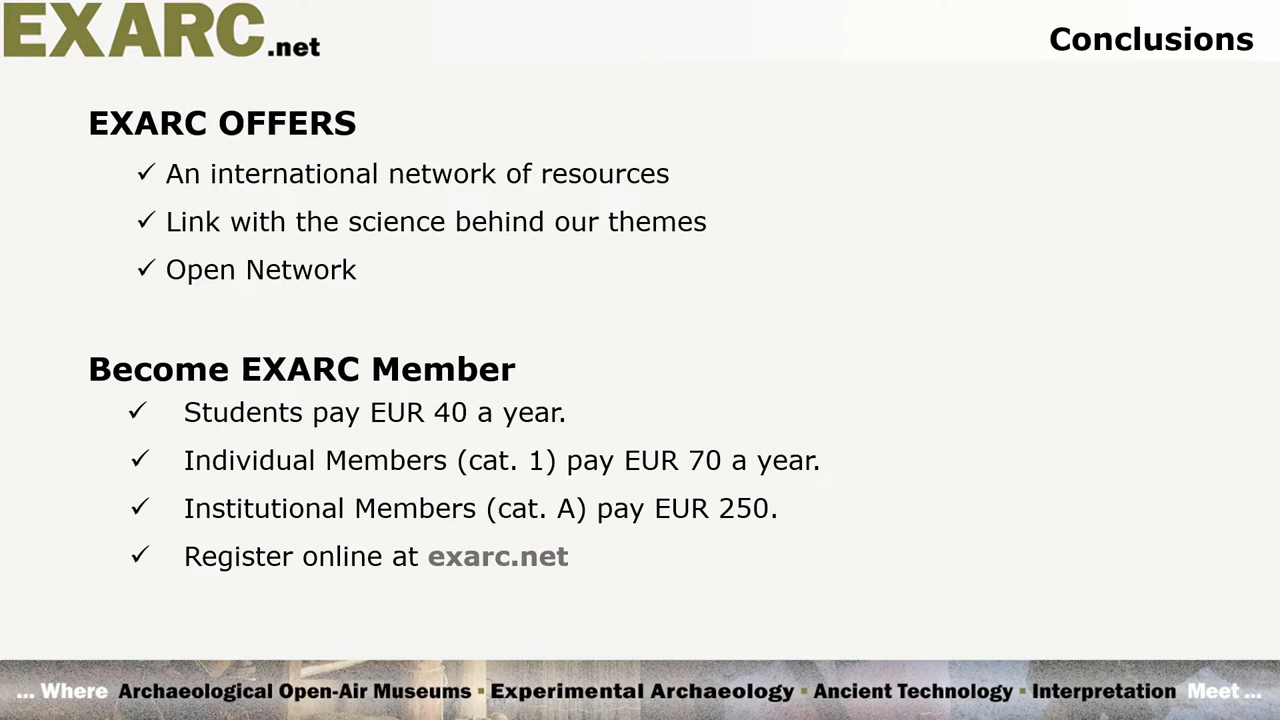 EXARC.net
Conclusions
EXARC OFFERS
✓ An international network of resources
✓ Link with the science behind our themes
✓ Open Network
Become EXARC Member
✓ Students pay EUR 40 a year.
✓ Individual Members (cat. 1) pay EUR 70 a year.
✓ Institutional Members (cat. A) pay EUR 250.
✓ Register online at exarc.net
... Where Archaeological Open-Air Museums ▪ Experimental Archaeology ▪ Ancient Technology ▪ Interpretation Meet ...